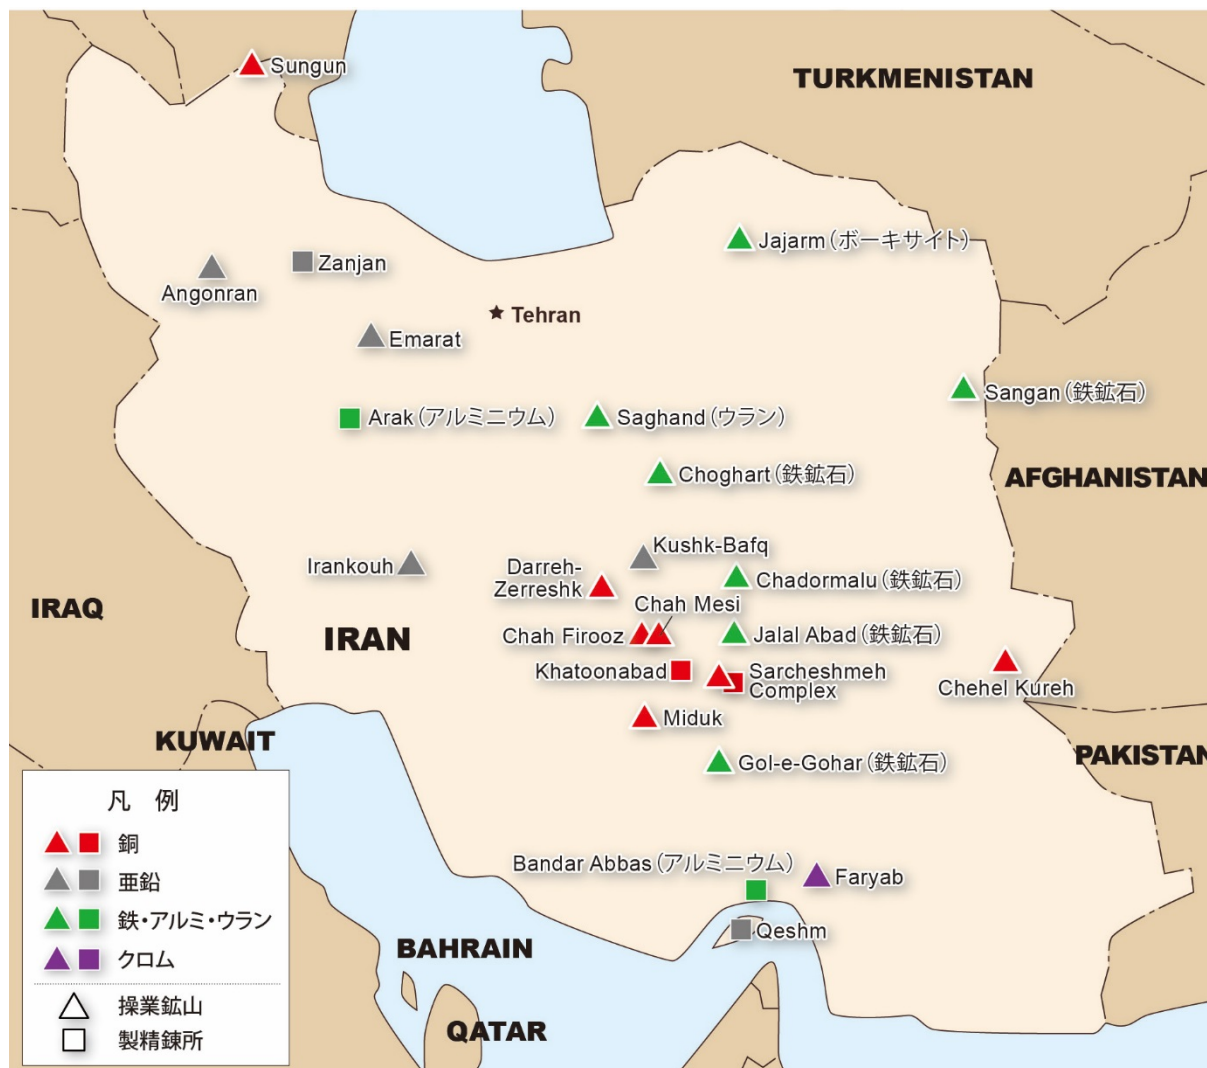 Sungun
TURKMENISTAN
Jajarm（ボーキサイト）
Zanjan
Angonran
Tehran
Emarat
Sangan（鉄鉱石）
Arak（アルミニウム）
Saghand（ウラン）
Choghart（鉄鉱石）
AFGHANISTAN
Kushk-Bafq
Irankouh
Darreh-
Zerreshk
Chadormalu（鉄鉱石）
Chah Mesi
IRAQ
IRAN
Chah Firooz
Jalal Abad（鉄鉱石）
Khatoonabad
Sarcheshmeh
Complex
Chehel Kureh
Miduk
KUWAIT
PAKISTAN
Gol-e-Gohar（鉄鉱石）
凡　例
銅
亜鉛
鉄・アルミ・ウラン
クロム
操業鉱山
製精錬所
Bandar Abbas（アルミニウム）
Faryab
Qeshm
BAHRAIN
QATAR